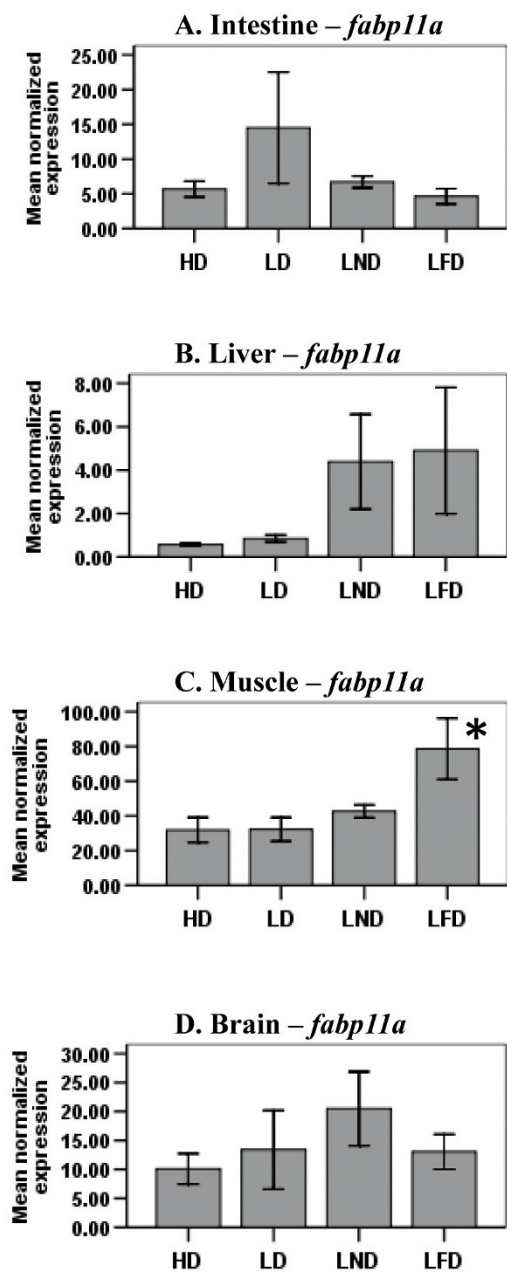 A. Intestine – fabp11a
Mean normalized
expression
25.00
20.00
15.00
10.00
5.00
0.00
HD LD LND LFD
B. Liver – fabp11a
Mean normalized
expression
8.00
6.00
4.00
2.00
0.00
HD LD LND LFD
C. Muscle – fabp11a
Mean normalized
expression
100.00
80.00
60.00
40.00
20.00
0.00
*
HD LD LND LFD
D. Brain – fabp11a
Mean normalized
expression
30.00
25.00
20.00
15.00
10.00
5.00
0.00
HD LD LND LFD